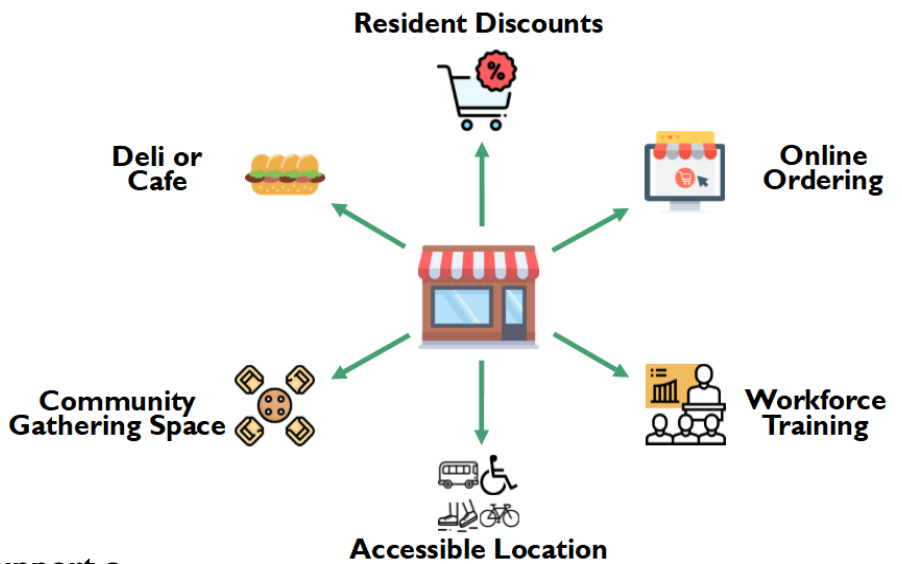 Resident Discounts
Deli or
Cafe
Online
Ordering
Community
Gathering Space
Workforce
Training
Accessible Location